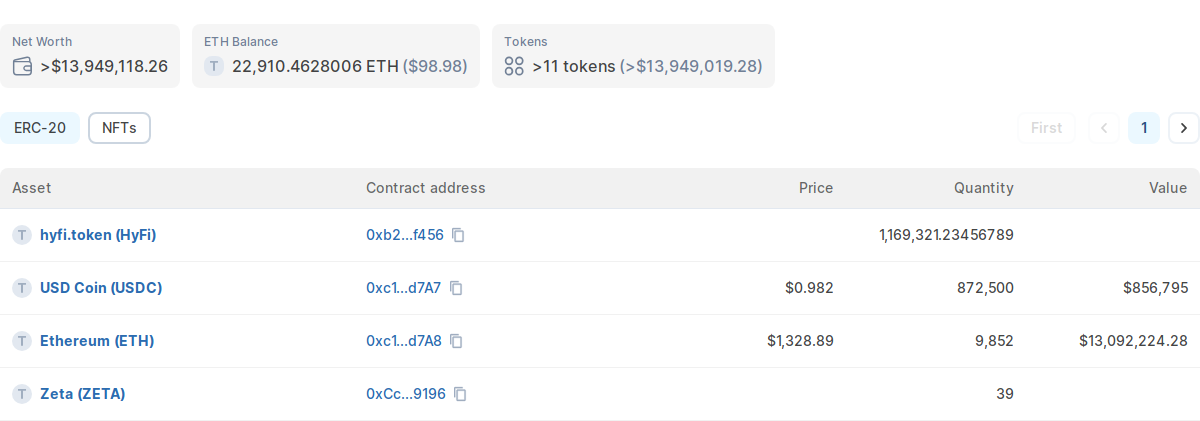 Net Worth
>$13,949,118.26
ETH Balance
T 22,910.4628006 ETH ($98.98)
Tokens
>11 tokens (>$13,949,019.28)
ERC-20 NFTs First 1
Asset Contract address Price Quantity Value
T hyfi.token (HyFi) 0xb2...f456 1,169,321.23456789
T USD Coin (USDC) 0xc1...d7A7 $0.982 872,500 $856,795
T Ethereum (ETH) 0xc1...d7A8 $1,328.89 9,852 $13,092,224.28
T Zeta (ZETA) 0xCc...9196 39